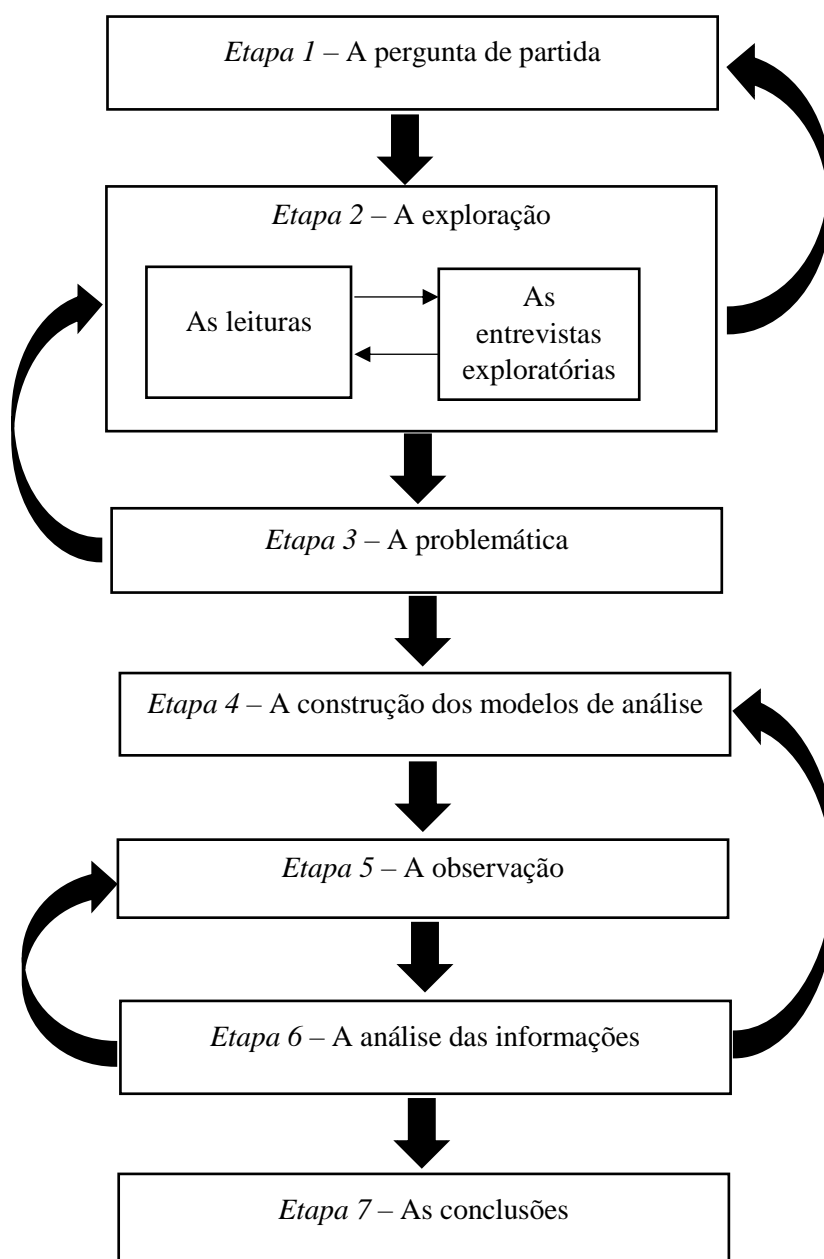 Etapa 1 – A pergunta de partida
Etapa 2 – A exploração
As leituras
As
entrevistas
exploratórias
Etapa 3 – A problemática
Etapa 4 – A construção dos modelos de análise
Etapa 5 – A observação
Etapa 6 – A análise das informações
Etapa 7 – As conclusões